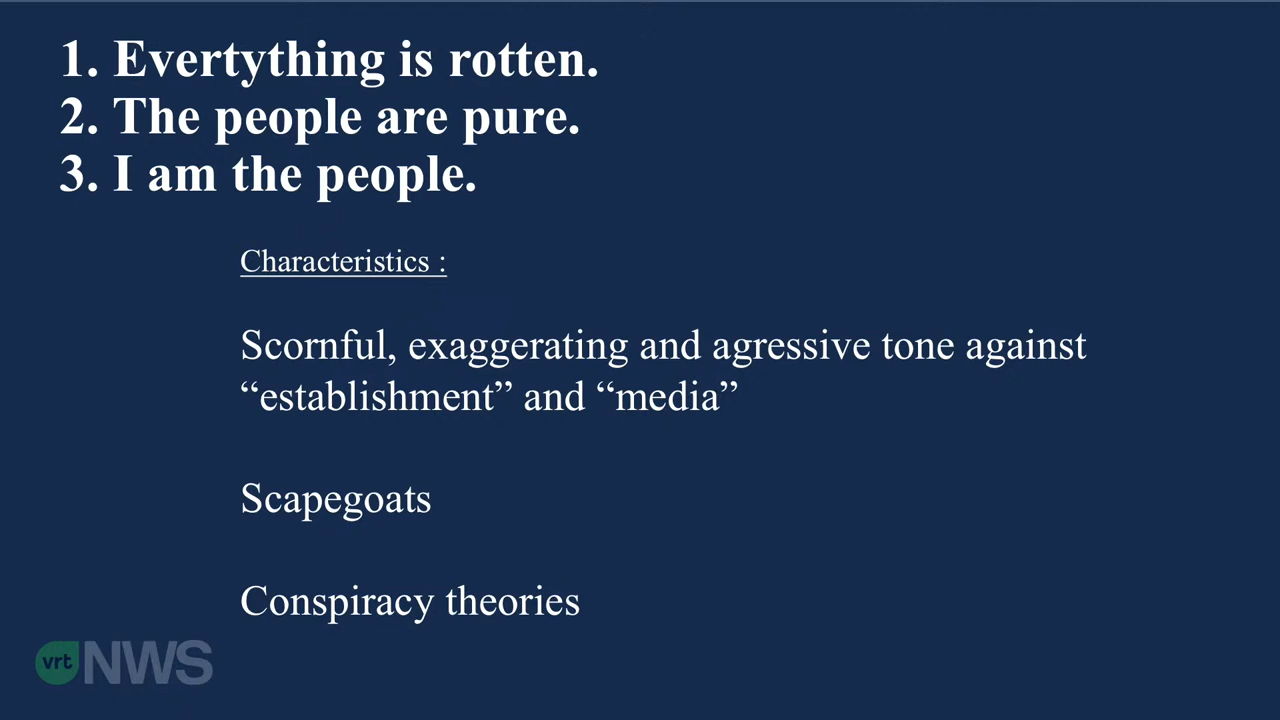 1. Evertything is rotten.
2. The people are pure.
3. I am the people.
Characteristics :
Scornful, exaggerating and agressive tone against
“establishment” and “media”
Scapegoats
Conspiracy theories
vrt NWS